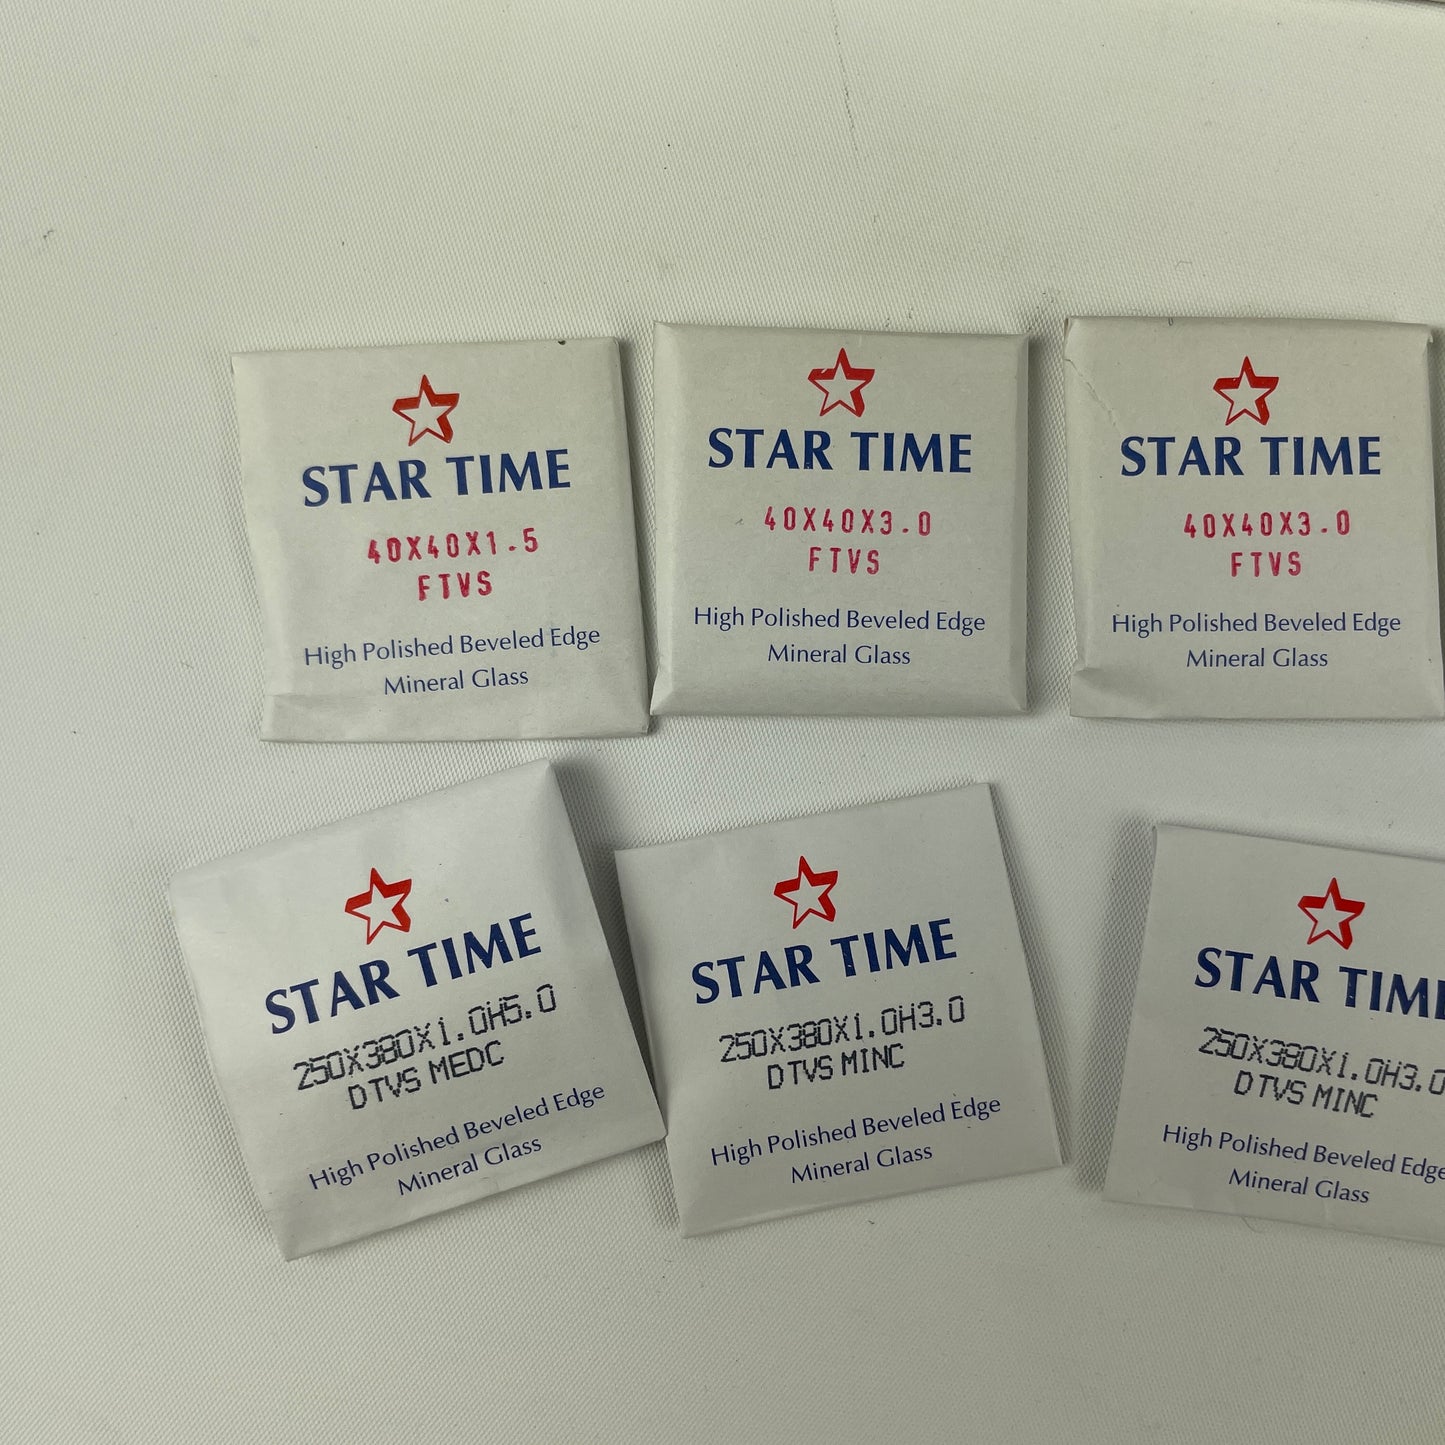 STAR TIME
40X40X1.5
FTVS
High Polished Beveled Edge
Mineral Glass
STAR TIME
40X40X3.0
FTVS
High Polished Beveled Edge
Mineral Glass
STAR TIME
40X40X3.0
FTVS
High Polished Beveled Edge
Mineral Glass
STAR TIME
250X380X1.0H5.0
DTVS MEDC
High Polished Beveled Edge
Mineral Glass
STAR TIME
250X380X1.0H3.0
DTVS MINC
High Polished Beveled Edge
Mineral Glass
STAR TIM
250X380X1.0H3.0
DTVS MINC
High Polished Beveled Edge
Mineral Glass